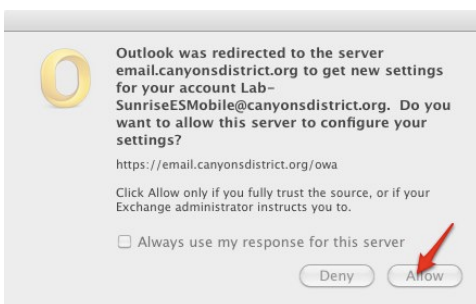 Outlook was redirected to the server
email.canyonsdistrict.org to get new settings
for your account Lab-
SunriseESMobile@canyonsdistrict.org. Do you
want to allow this server to configure your
settings?
https://email.canyonsdistrict.org/owa
Click Allow only if you fully trust the source, or if your
Exchange administrator instructs you to.
Always use my response for this server
Deny
Allow